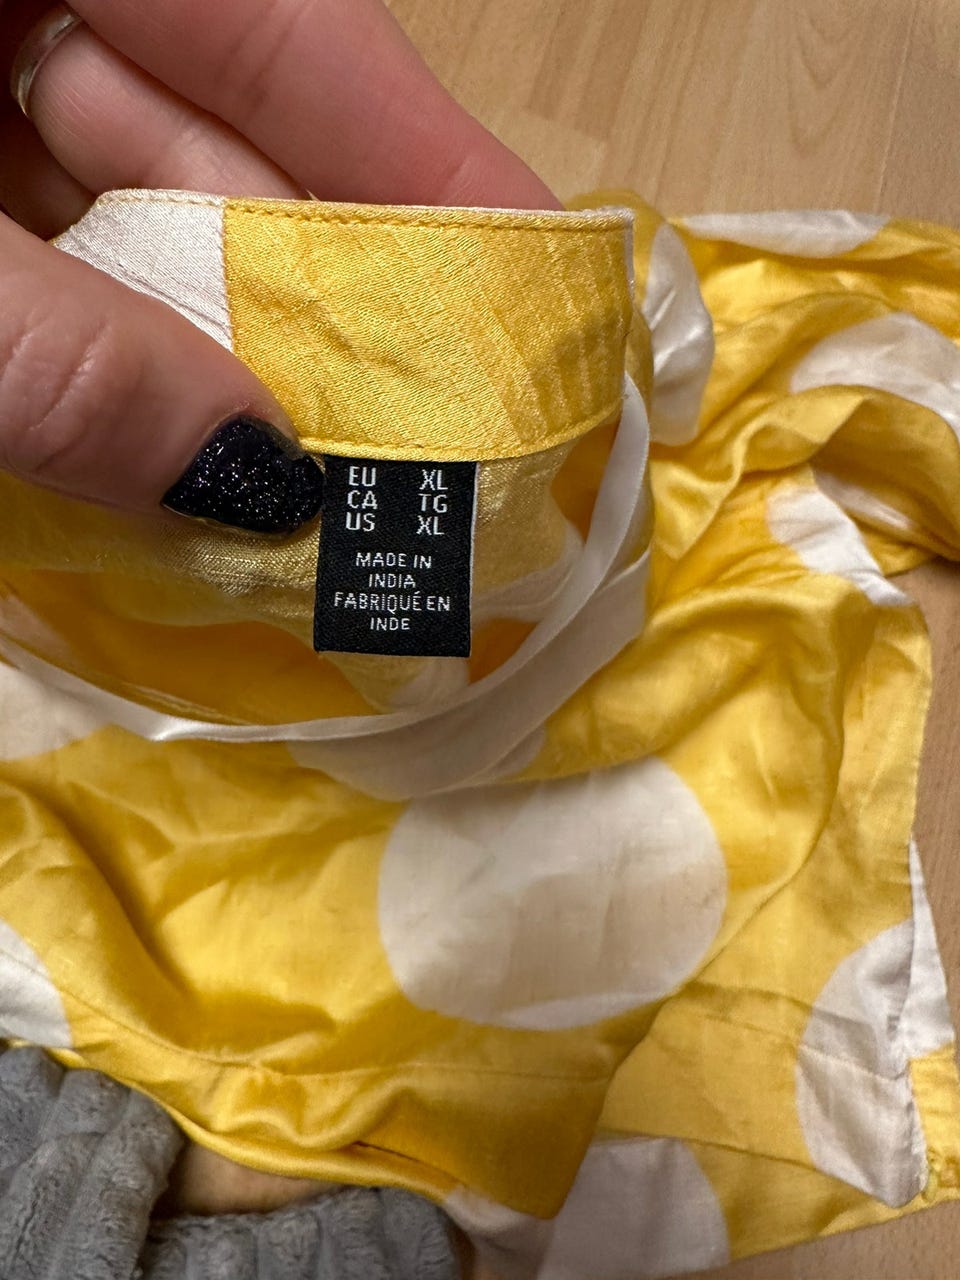 EU XL
CA TG
US XL
MADE IN
INDIA
FABRIQUÉ EN
INDE